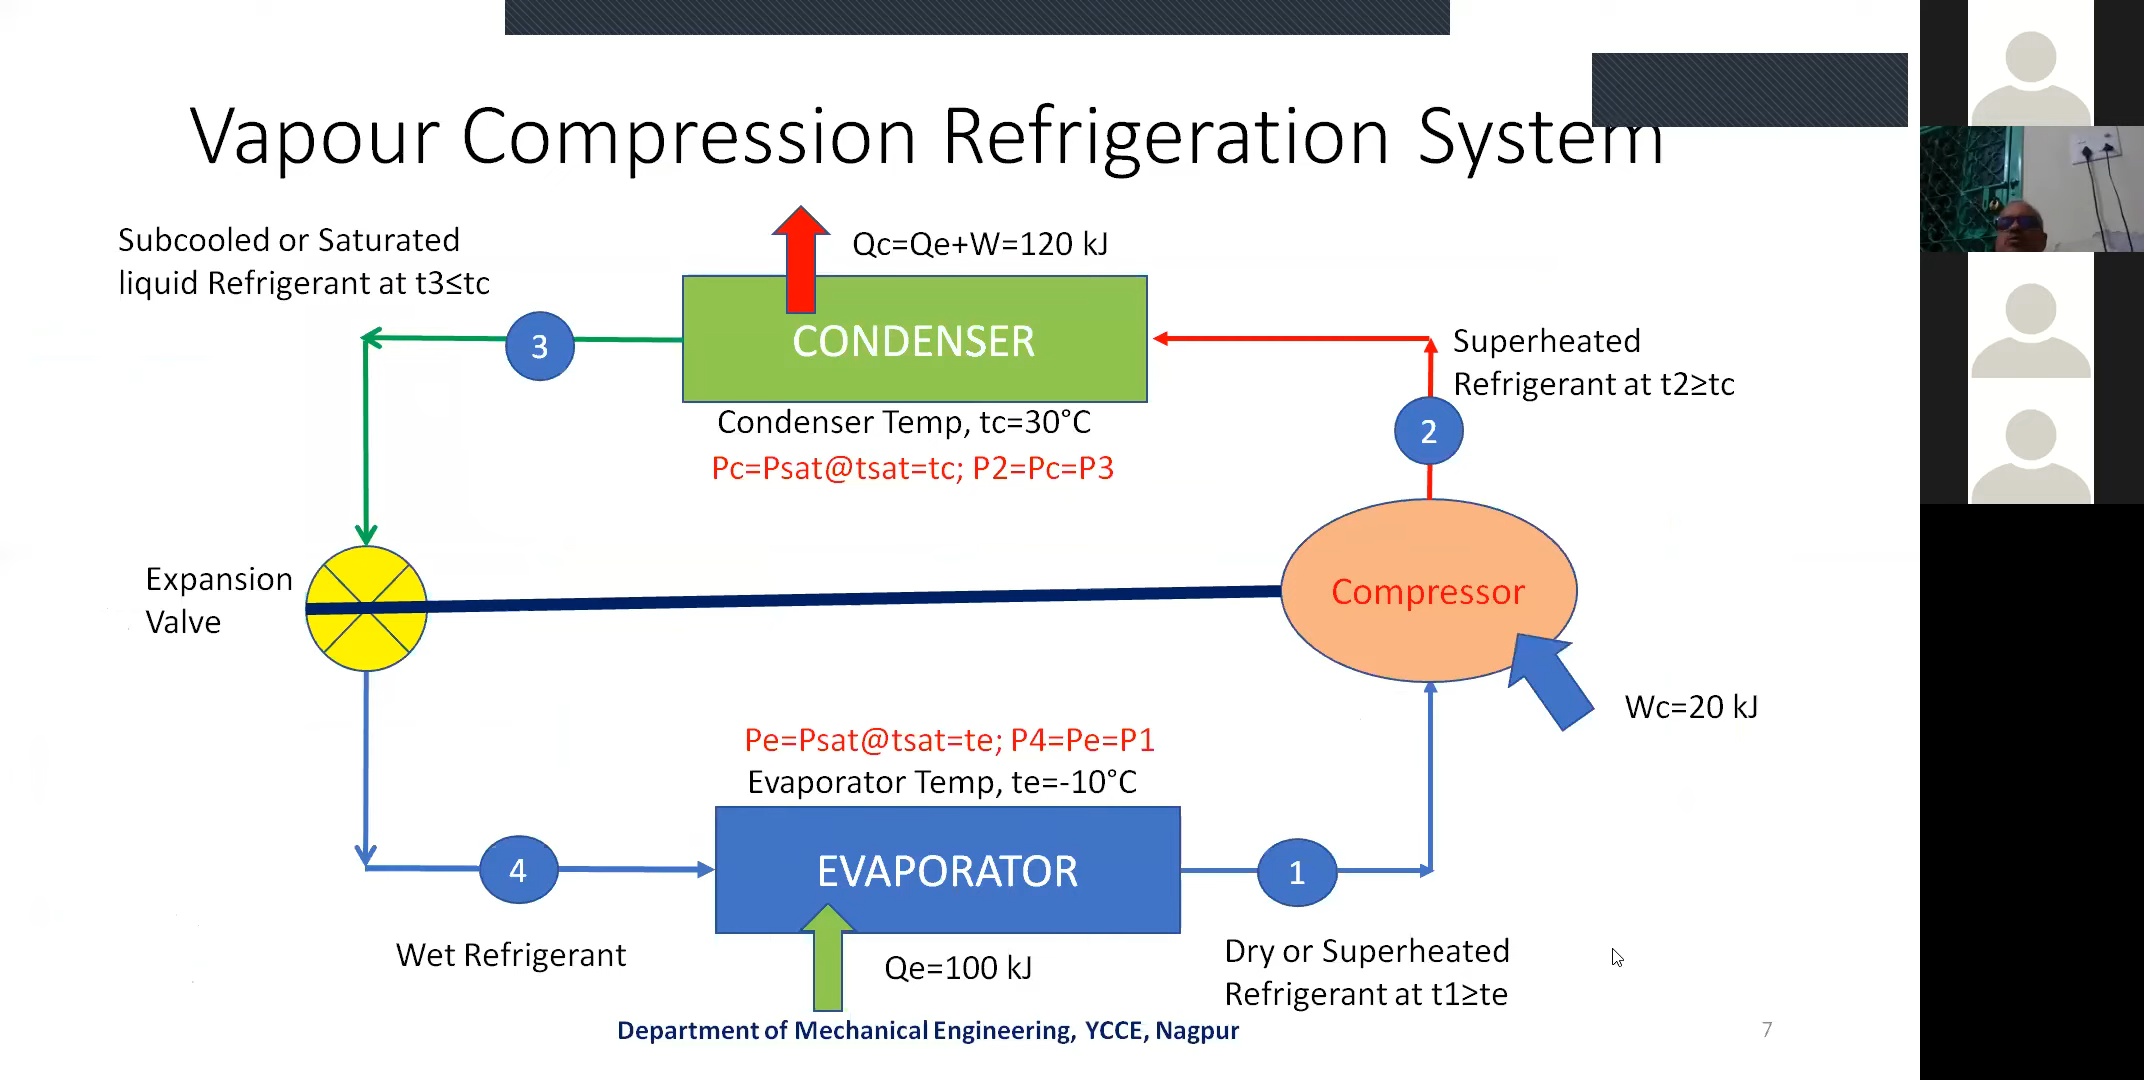 Vapour Compression Refrigeration System
Subcooled or Saturated
liquid Refrigerant at t3≤tc
Qc=Qe+W=120 kJ
3
CONDENSER
Superheated
Refrigerant at t2≥tc
2
Condenser Temp, tc=30°C
Pc=Psat@tsat=tc; P2=Pc=P3
Expansion
Valve
Compressor
Wc=20 kJ
Pe=Psat@tsat=te; P4=Pe=P1
Evaporator Temp, te=-10°C
4
EVAPORATOR
1
Wet Refrigerant
Qe=100 kJ
Dry or Superheated
Refrigerant at t1≥te
Department of Mechanical Engineering, YCCE, Nagpur
7